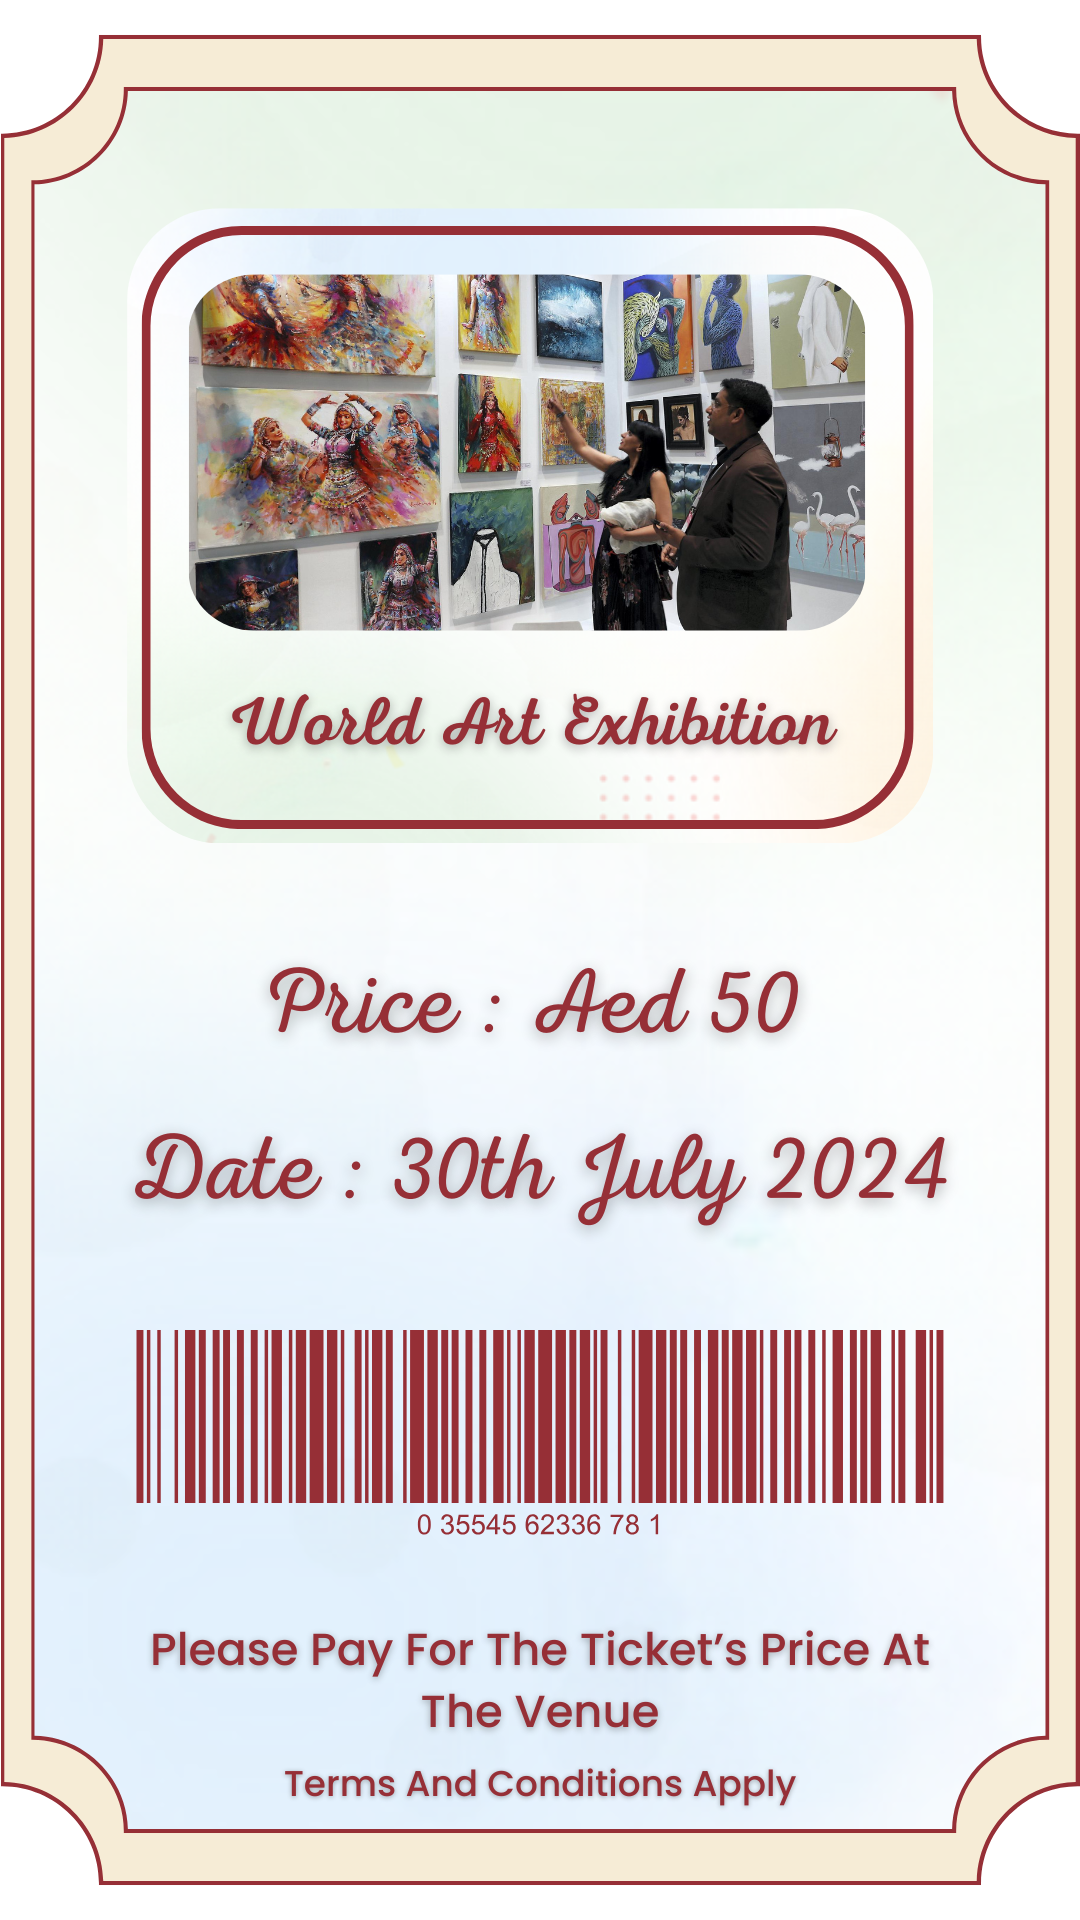 World Art Exhibition
Price : Aed 50
Date : 30th July 2024
0 35545 62336 78 1
Please Pay For The Ticket’s Price At
The Venue
Terms And Conditions Apply